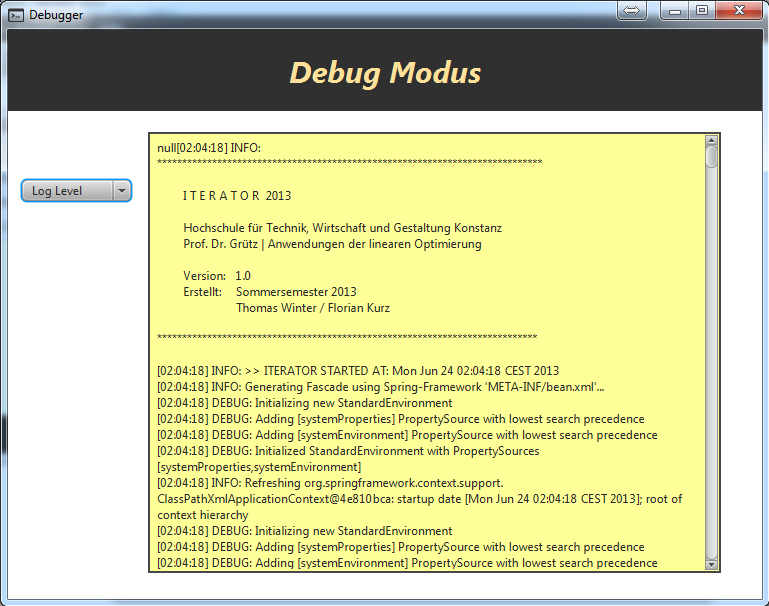 Debugger
Debug Modus
Log Level
null[02:04:18] INFO:
*****************************************************************************
I T E R A T O R  2013
Hochschule für Technik, Wirtschaft und Gestaltung Konstanz
Prof. Dr. Grütz | Anwendungen der linearen Optimierung
Version: 1.0
Erstellt: Sommersemester 2013
Thomas Winter / Florian Kurz
****************************************************************************
[02:04:18] INFO: >> ITERATOR STARTED AT: Mon Jun 24 02:04:18 CEST 2013
[02:04:18] INFO: Generating Fascade using Spring-Framework 'META-INF/bean.xml'...
[02:04:18] DEBUG: Initializing new StandardEnvironment
[02:04:18] DEBUG: Adding [systemProperties] PropertySource with lowest search precedence
[02:04:18] DEBUG: Adding [systemEnvironment] PropertySource with lowest search precedence
[02:04:18] DEBUG: Initialized StandardEnvironment with PropertySources
[systemProperties,systemEnvironment]
[02:04:18] INFO: Refreshing org.springframework.context.support.
ClassPathXmlApplicationContext@4e810bca: startup date [Mon Jun 24 02:04:18 CEST 2013]; root of
context hierarchy
[02:04:18] DEBUG: Initializing new StandardEnvironment
[02:04:18] DEBUG: Adding [systemProperties] PropertySource with lowest search precedence
[02:04:18] DEBUG: Adding [systemEnvironment] PropertySource with lowest search precedence